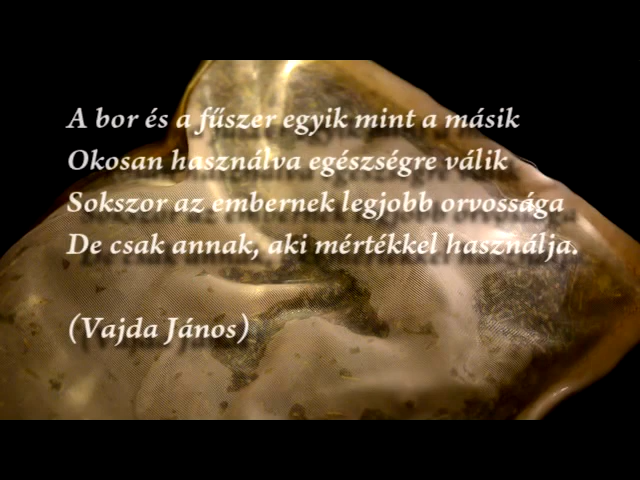 A bor és a fűszer egyik mint a másik
Okosan használva egészségre válik
Sokszor az embernek legjobb orvossága
De csak annak, aki mértékkel használja.
(Vajda János)